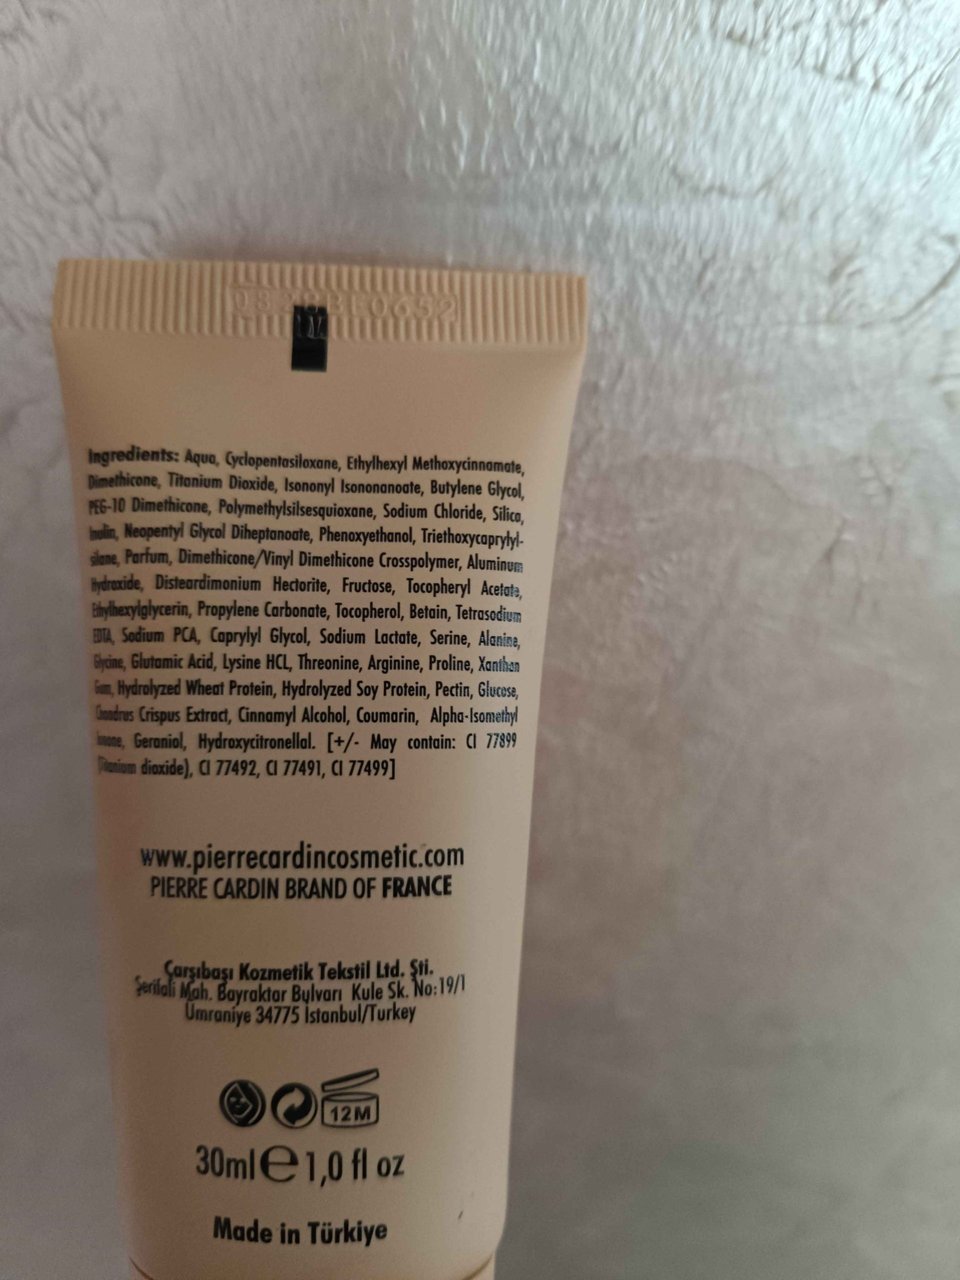 Ingredients: Aqua, Cyclopentasiloxane, Ethylhexyl Methoxycinnamate,
Dimethicone, Titanium Dioxide, Isononyl Isononanoate, Butylene Glycol,
PEG-10 Dimethicone, Polymethylsilsesquioxane, Sodium Chloride, Silica,
Inulin, Neopentyl Glycol Diheptanoate, Phenoxyethanol, Triethoxycaprylyl-
silane, Parfum, Dimethicone/Vinyl Dimethicone Crosspolymer, Aluminum
Hydroxide, Disteardimonium Hectorite, Fructose, Tocopheryl Acetate,
Ethylhexylglycerin, Propylene Carbonate, Tocopherol, Betain, Tetrasodium
EDTA, Sodium PCA, Caprylyl Glycol, Sodium Lactate, Serine, Alanine,
Glycine, Glutamic Acid, Lysine HCL, Threonine, Arginine, Proline, Xanthan
Gum, Hydrolyzed Wheat Protein, Hydrolyzed Soy Protein, Pectin, Glucose,
Chondrus Crispus Extract, Cinnamyl Alcohol, Coumarin, Alpha-Isomethyl
Ionone, Geraniol, Hydroxycitronellal. [+/- May contain: CI 77899
(Titanium dioxide), CI 77492, CI 77491, CI 77499]
www.pierrecardincosmetic.com
PIERRE CARDIN BRAND OF FRANCE
Çarşıbaşı Kozmetik Tekstil Ltd. Şti.
Şerifali Mah. Bayraktar Bulvarı Kule Sk. No:19/1
Ümraniye 34775 İstanbul/Turkey
12M
30ml e 1,0 fl oz
Made in Türkiye